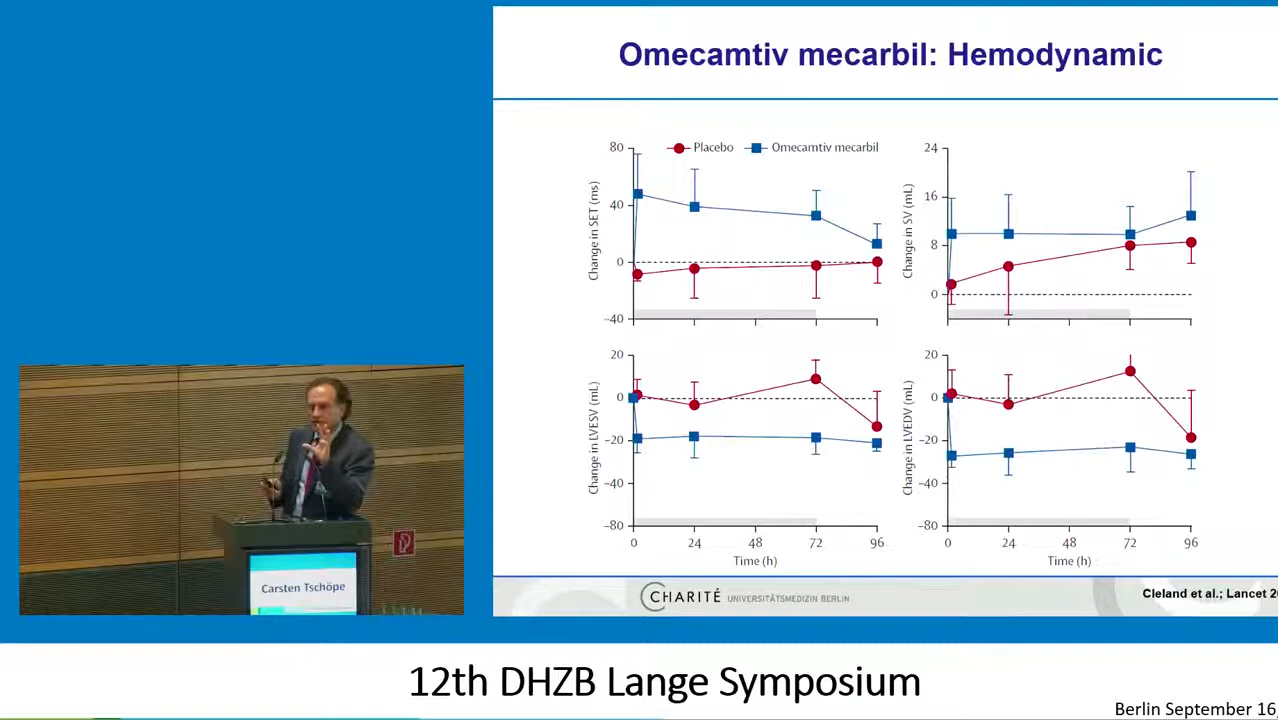 Omecamtiv mecarbil: Hemodynamic
Placebo
Omecamtiv mecarbil
80
40
0
–40
Change in SET (ms)
24
16
8
0
Change in SV (mL)
20
0
–20
–40
–80
Change in LVESV (mL)
0 24 48 72 96
Time (h)
20
0
–20
–40
–80
Change in LVEDV (mL)
0 24 48 72 96
Time (h)
CHARITÉ UNIVERSITÄTSMEDIZIN BERLIN
Cleland et al.; Lancet 20
Carsten Tschöpe
12th DHZB Lange Symposium
Berlin September 16,